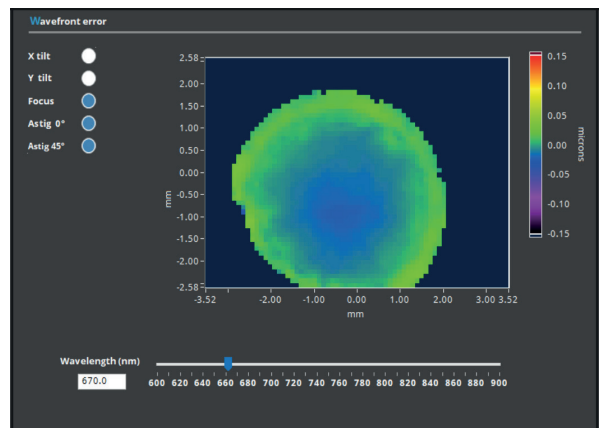 Wavefront error
X tilt
Y tilt
Focus
Astig 0°
Astig 45°
2.58
2.00
1.50
1.00
0.50
0.00
-0.50
-1.00
-1.50
-2.00
-2.58
mm
-3.52 -2.00 -1.00 0.00 1.00 2.00 3.00 3.52
mm
0.15
0.10
0.05
0.00
-0.05
-0.10
-0.15
microns
Wavelength (nm)
670.0
600 620 640 660 680 700 720 740 760 780 800 820 840 860 880 900